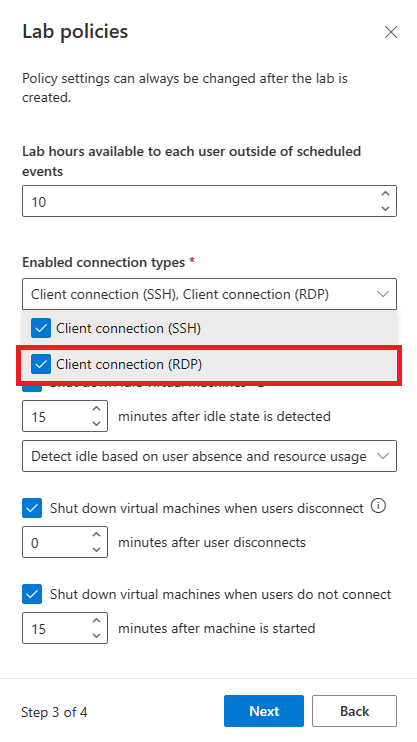 Lab policies
Policy settings can always be changed after the lab is
created.
Lab hours available to each user outside of scheduled
events
10
Enabled connection types *
Client connection (SSH), Client connection (RDP)
Client connection (SSH)
Client connection (RDP)
15 minutes after idle state is detected
Detect idle based on user absence and resource usage
Shut down virtual machines when users disconnect
0 minutes after user disconnects
Shut down virtual machines when users do not connect
15 minutes after machine is started
Step 3 of 4
Next
Back